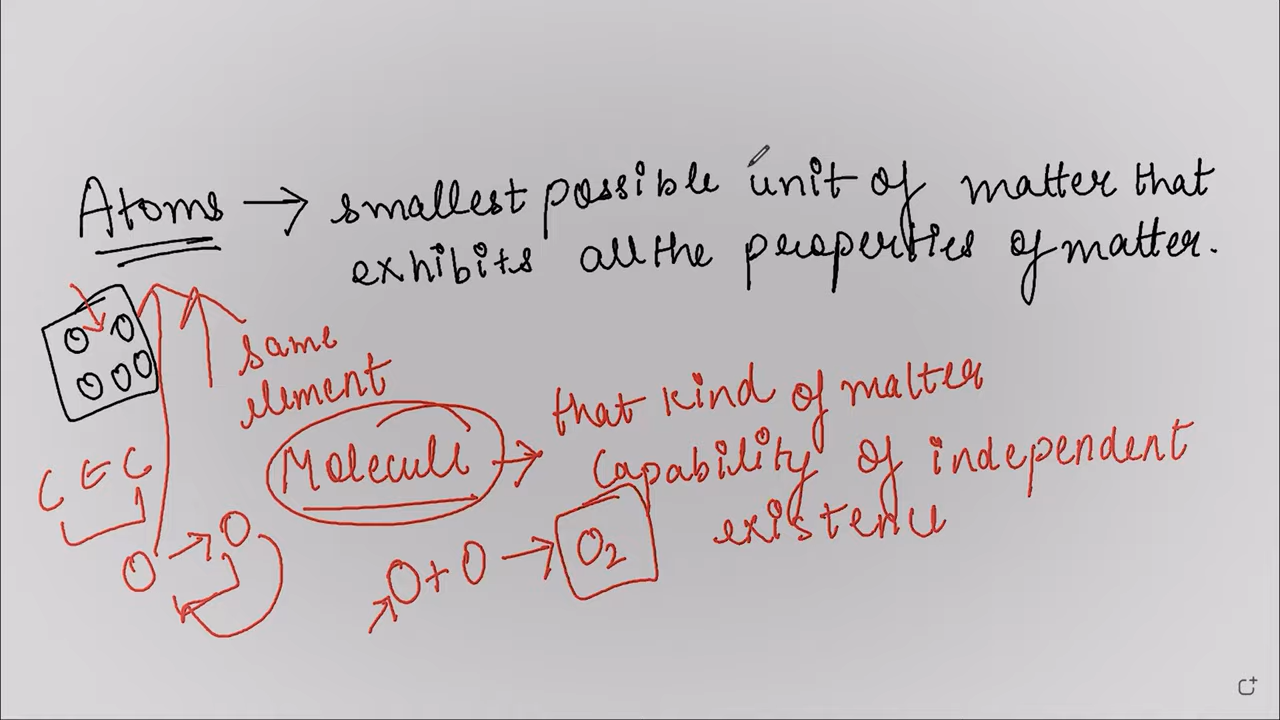 Atoms → smallest possible unit of matter that
exhibits all the properties of matter.
same
element
that kind of matter
Molecule →
capability of independent
existence
O → O
O + O → O₂